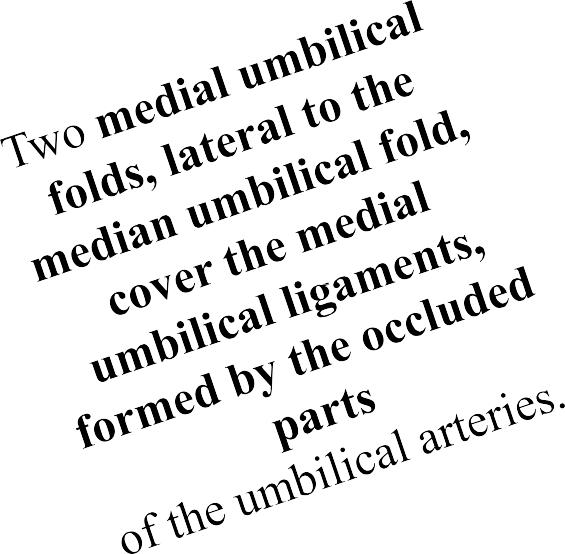 Two medial umbilical
folds, lateral to the
median umbilical fold,
cover the medial
umbilical ligaments,
formed by the occluded
parts
of the umbilical arteries.